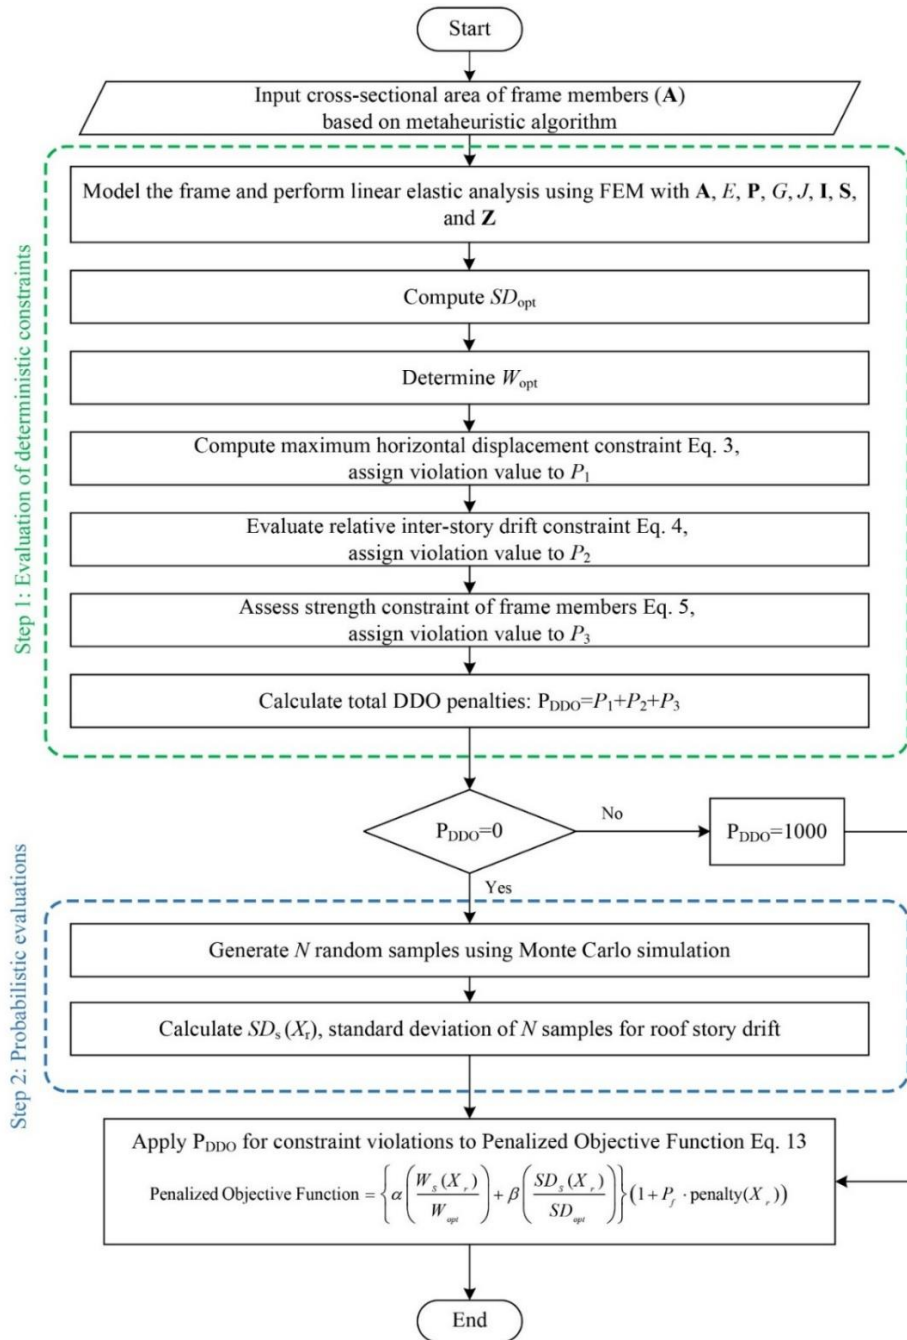 Start
Input cross-sectional area of frame members (A)
based on metaheuristic algorithm
Step 1: Evaluation of deterministic constraints
Model the frame and perform linear elastic analysis using FEM with A, E, P, G, J, I, S,
and Z
Compute SD_opt
Determine W_opt
Compute maximum horizontal displacement constraint Eq. 3,
assign violation value to P_1
Evaluate relative inter-story drift constraint Eq. 4,
assign violation value to P_2
Assess strength constraint of frame members Eq. 5,
assign violation value to P_3
Calculate total DDO penalties: P_DDO=P_1+P_2+P_3
P_DDO=0
No
P_DDO=1000
Yes
Step 2: Probabilistic evaluations
Generate N random samples using Monte Carlo simulation
Calculate SD_s(X_r), standard deviation of N samples for roof story drift
Apply P_DDO for constraint violations to Penalized Objective Function Eq. 13
Penalized Objective Function = {α(W_s(X_r)/W_opt) + β(SD_s(X_r)/SD_opt)}(1+P_f · penalty(X_r))
End